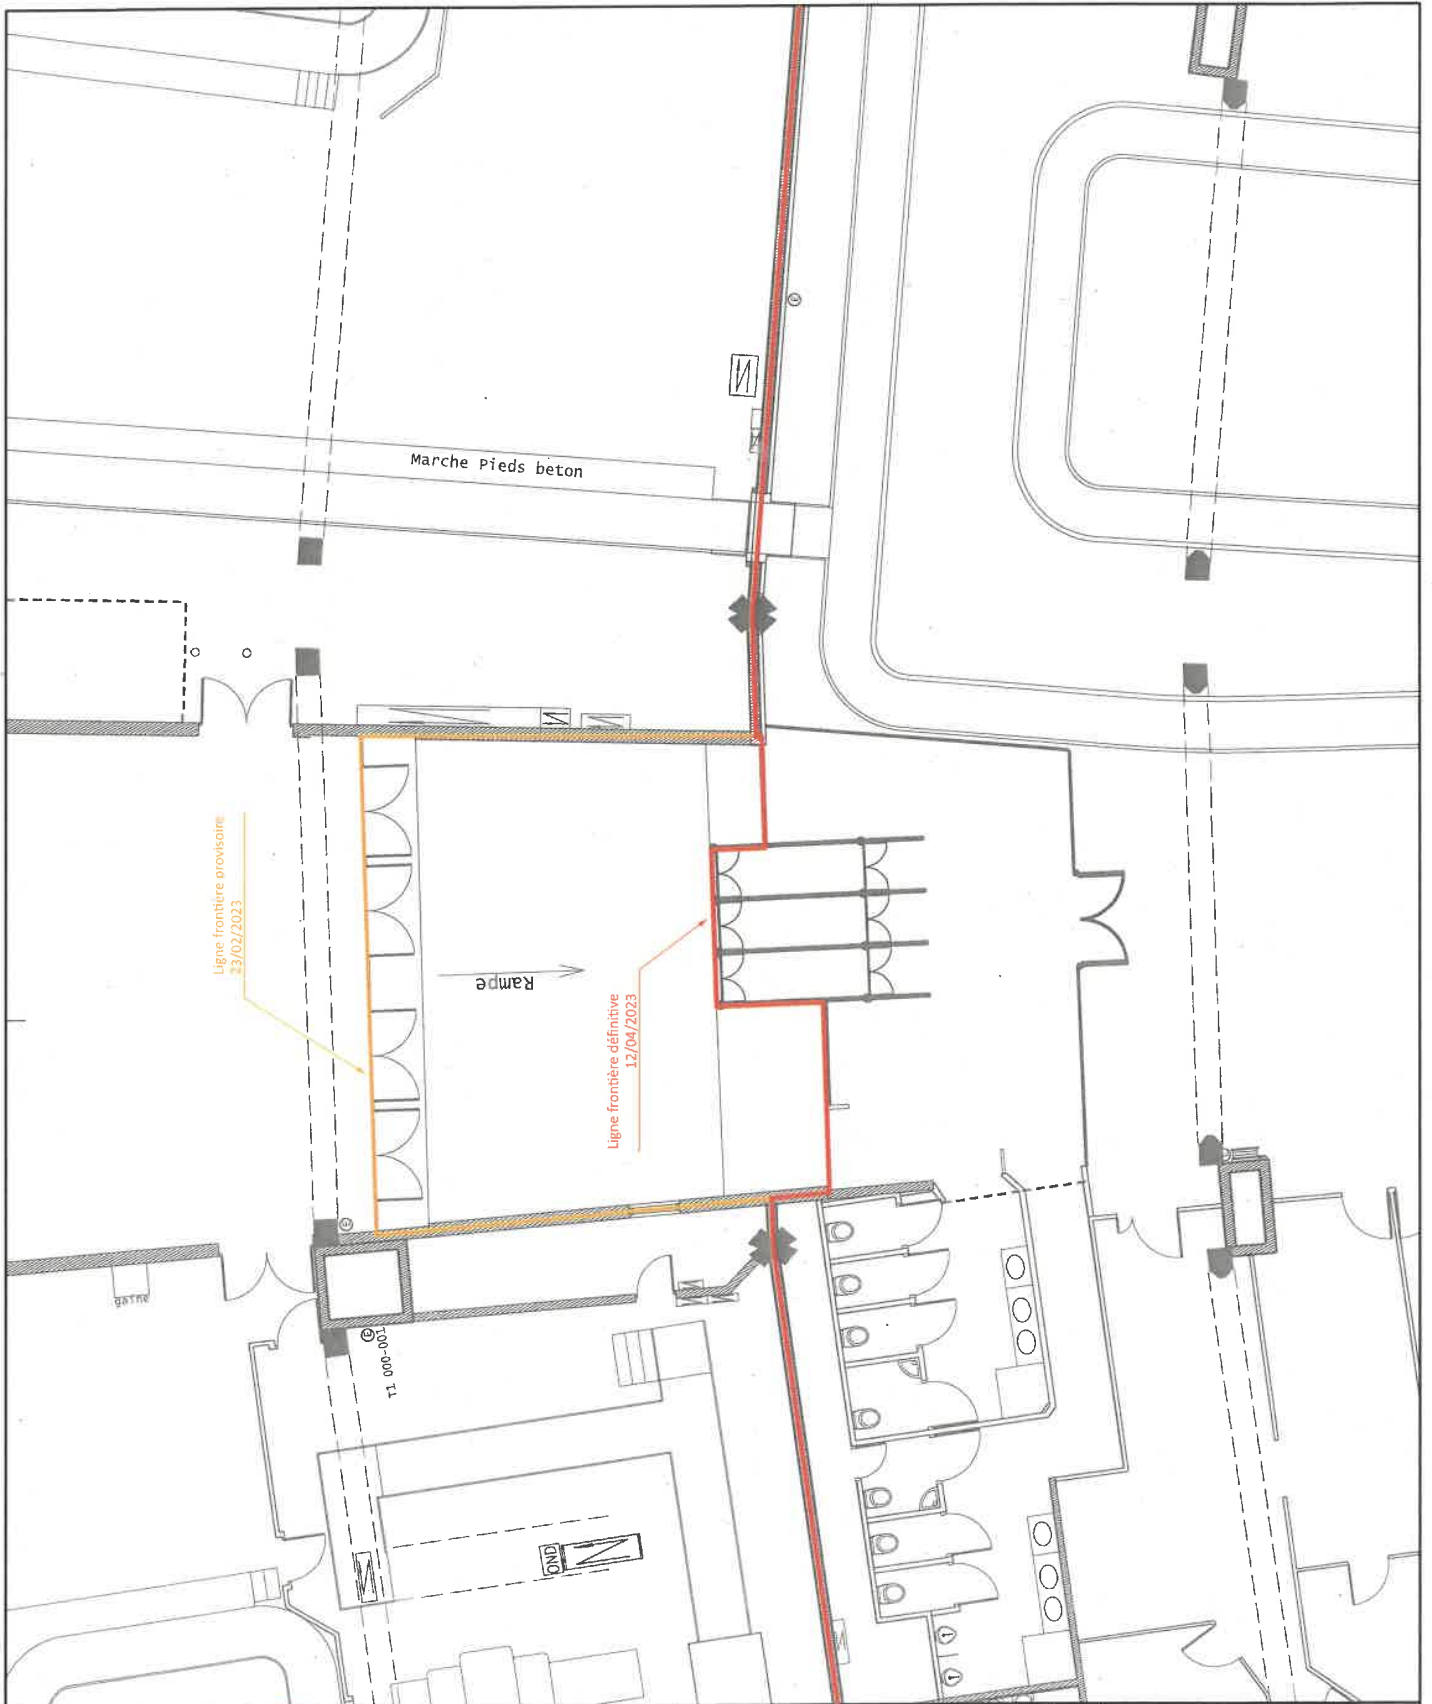 Marche Pieds beton
Ligne frontière provisoire
23/02/2023
Rampe
Ligne frontière définitive
12/04/2023
E
gaine
E
E
T1 000-001
OND